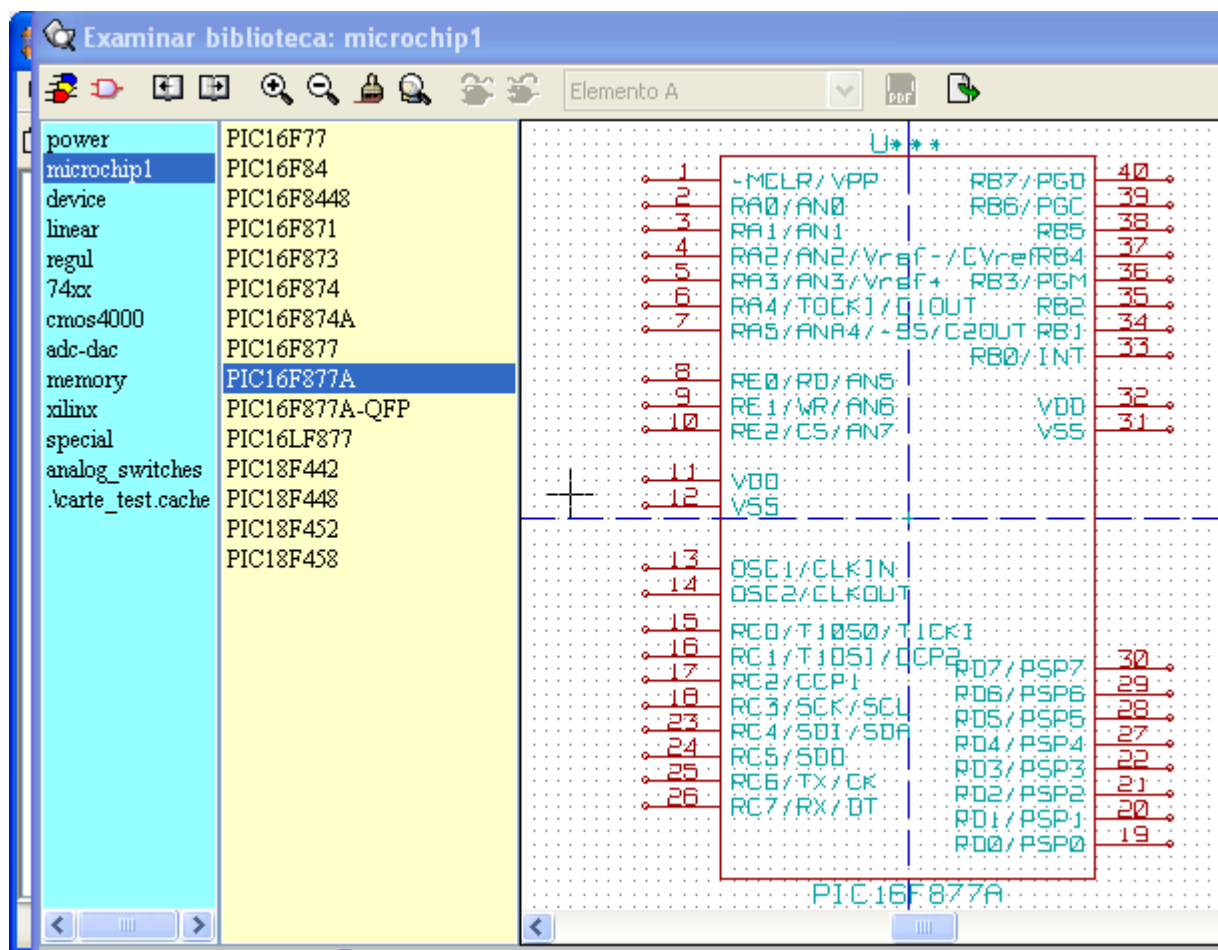 Examinar biblioteca: microchip1
Elemento A
PDF
power
microchip1
device
linear
regul
74xx
cmos4000
adc-dac
memory
xilinx
special
analog_switches
.\carte_test.cache
PIC16F77
PIC16F84
PIC16F8448
PIC16F871
PIC16F873
PIC16F874
PIC16F874A
PIC16F877
PIC16F877A
PIC16F877A-QFP
PIC16LF877
PIC18F442
PIC18F448
PIC18F452
PIC18F458
U***
1 -MCLR/VPP RB7/PGD 40
2 RA0/AN0 RB6/PGC 39
3 RA1/AN1 RB5 38
4 RA2/AN2/Vref-/CVref RB4 37
5 RA3/AN3/Vref+ RB3/PGM 36
6 RA4/TOCKI/C1OUT RB2 35
7 RA5/ANA4/-SS/C2OUT RB1 34
RB0/INT 33
8 RE0/RD/AN5
9 RE1/WR/AN6 VDD 32
10 RE2/CS/AN7 VSS 31
11 VDD
12 VSS
13 OSC1/CLKIN
14 OSC2/CLKOUT
15 RC0/T1OSO/T1CKI
16 RC1/T1OSI/CCP2 RD7/PSP7 30
17 RC2/CCP1 RD6/PSP6 29
18 RC3/SCK/SCL RD5/PSP5 28
23 RC4/SDI/SDA RD4/PSP4 27
24 RC5/SDO RD3/PSP3 22
25 RC6/TX/CK RD2/PSP2 21
26 RC7/RX/DT RD1/PSP1 20
RD0/PSP0 19
PIC16F877A